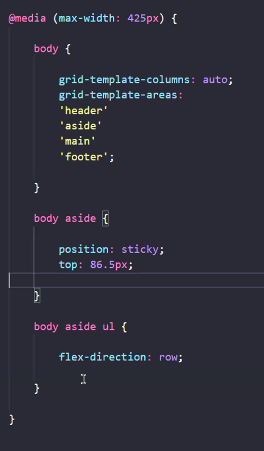 @media (max-width: 425px) {
body {
grid-template-columns: auto;
grid-template-areas:
'header'
'aside'
'main'
'footer';
}
body aside {
position: sticky;
top: 86.5px;
}
body aside ul {
flex-direction: row;
}
}